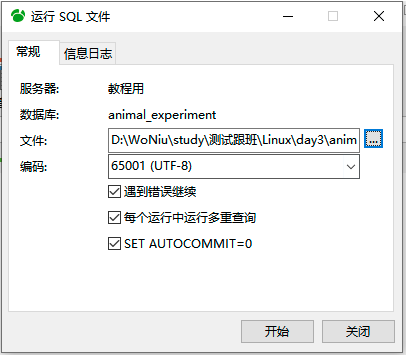 运行 SQL 文件
常规 信息日志
服务器: 教程用
数据库: animal_experiment
文件: D:\WoNiu\study\测试跟班\Linux\day3\anim ...
编码: 65001 (UTF-8)
遇到错误继续
每个运行中运行多重查询
SET AUTOCOMMIT=0
开始 关闭